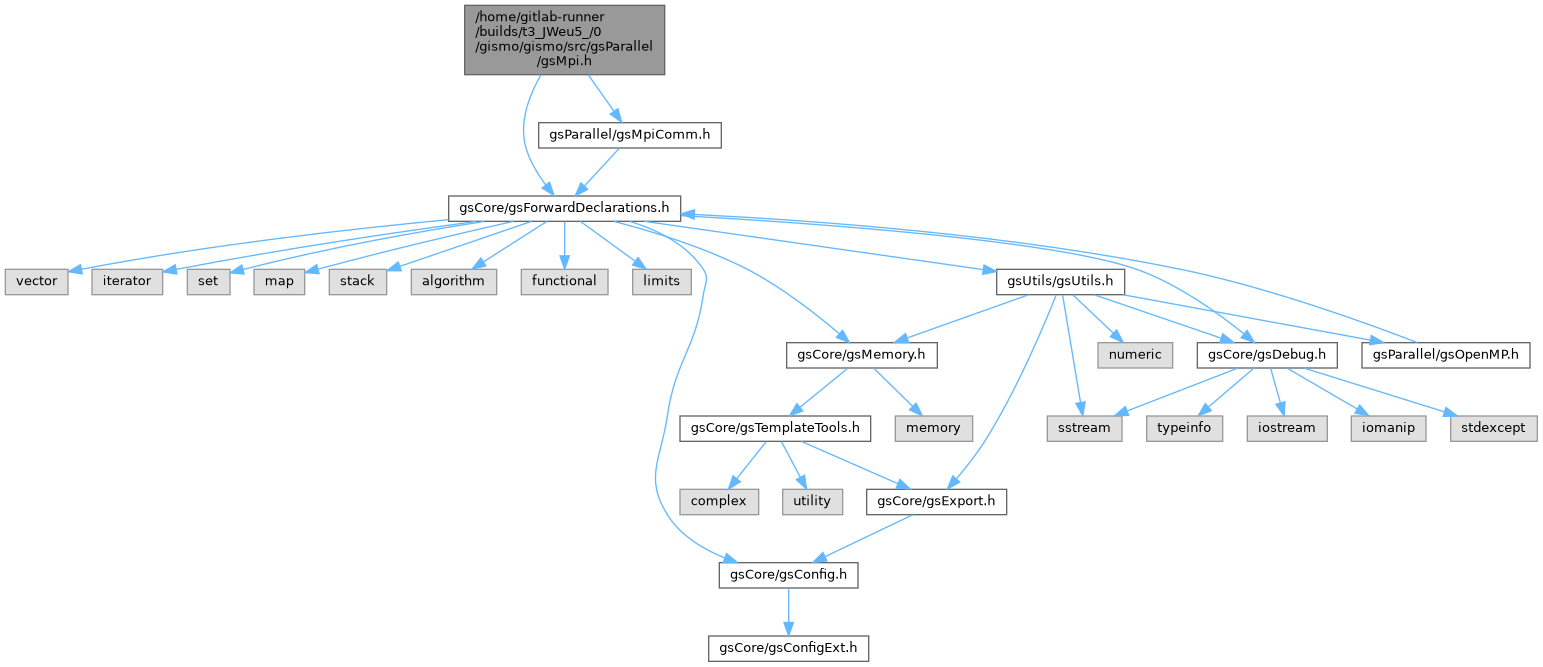 /home/gitlab-runner
/builds/t3_JWeu5_/0
/gismo/gismo/src/gsParallel
/gsMpi.h
gsParallel/gsMpiComm.h
gsCore/gsForwardDeclarations.h
vector
iterator
set
map
stack
algorithm
functional
limits
gsUtils/gsUtils.h
gsCore/gsMemory.h
numeric
gsCore/gsDebug.h
gsParallel/gsOpenMP.h
gsCore/gsTemplateTools.h
memory
sstream
typeinfo
iostream
iomanip
stdexcept
complex
utility
gsCore/gsExport.h
gsCore/gsConfig.h
gsCore/gsConfigExt.h